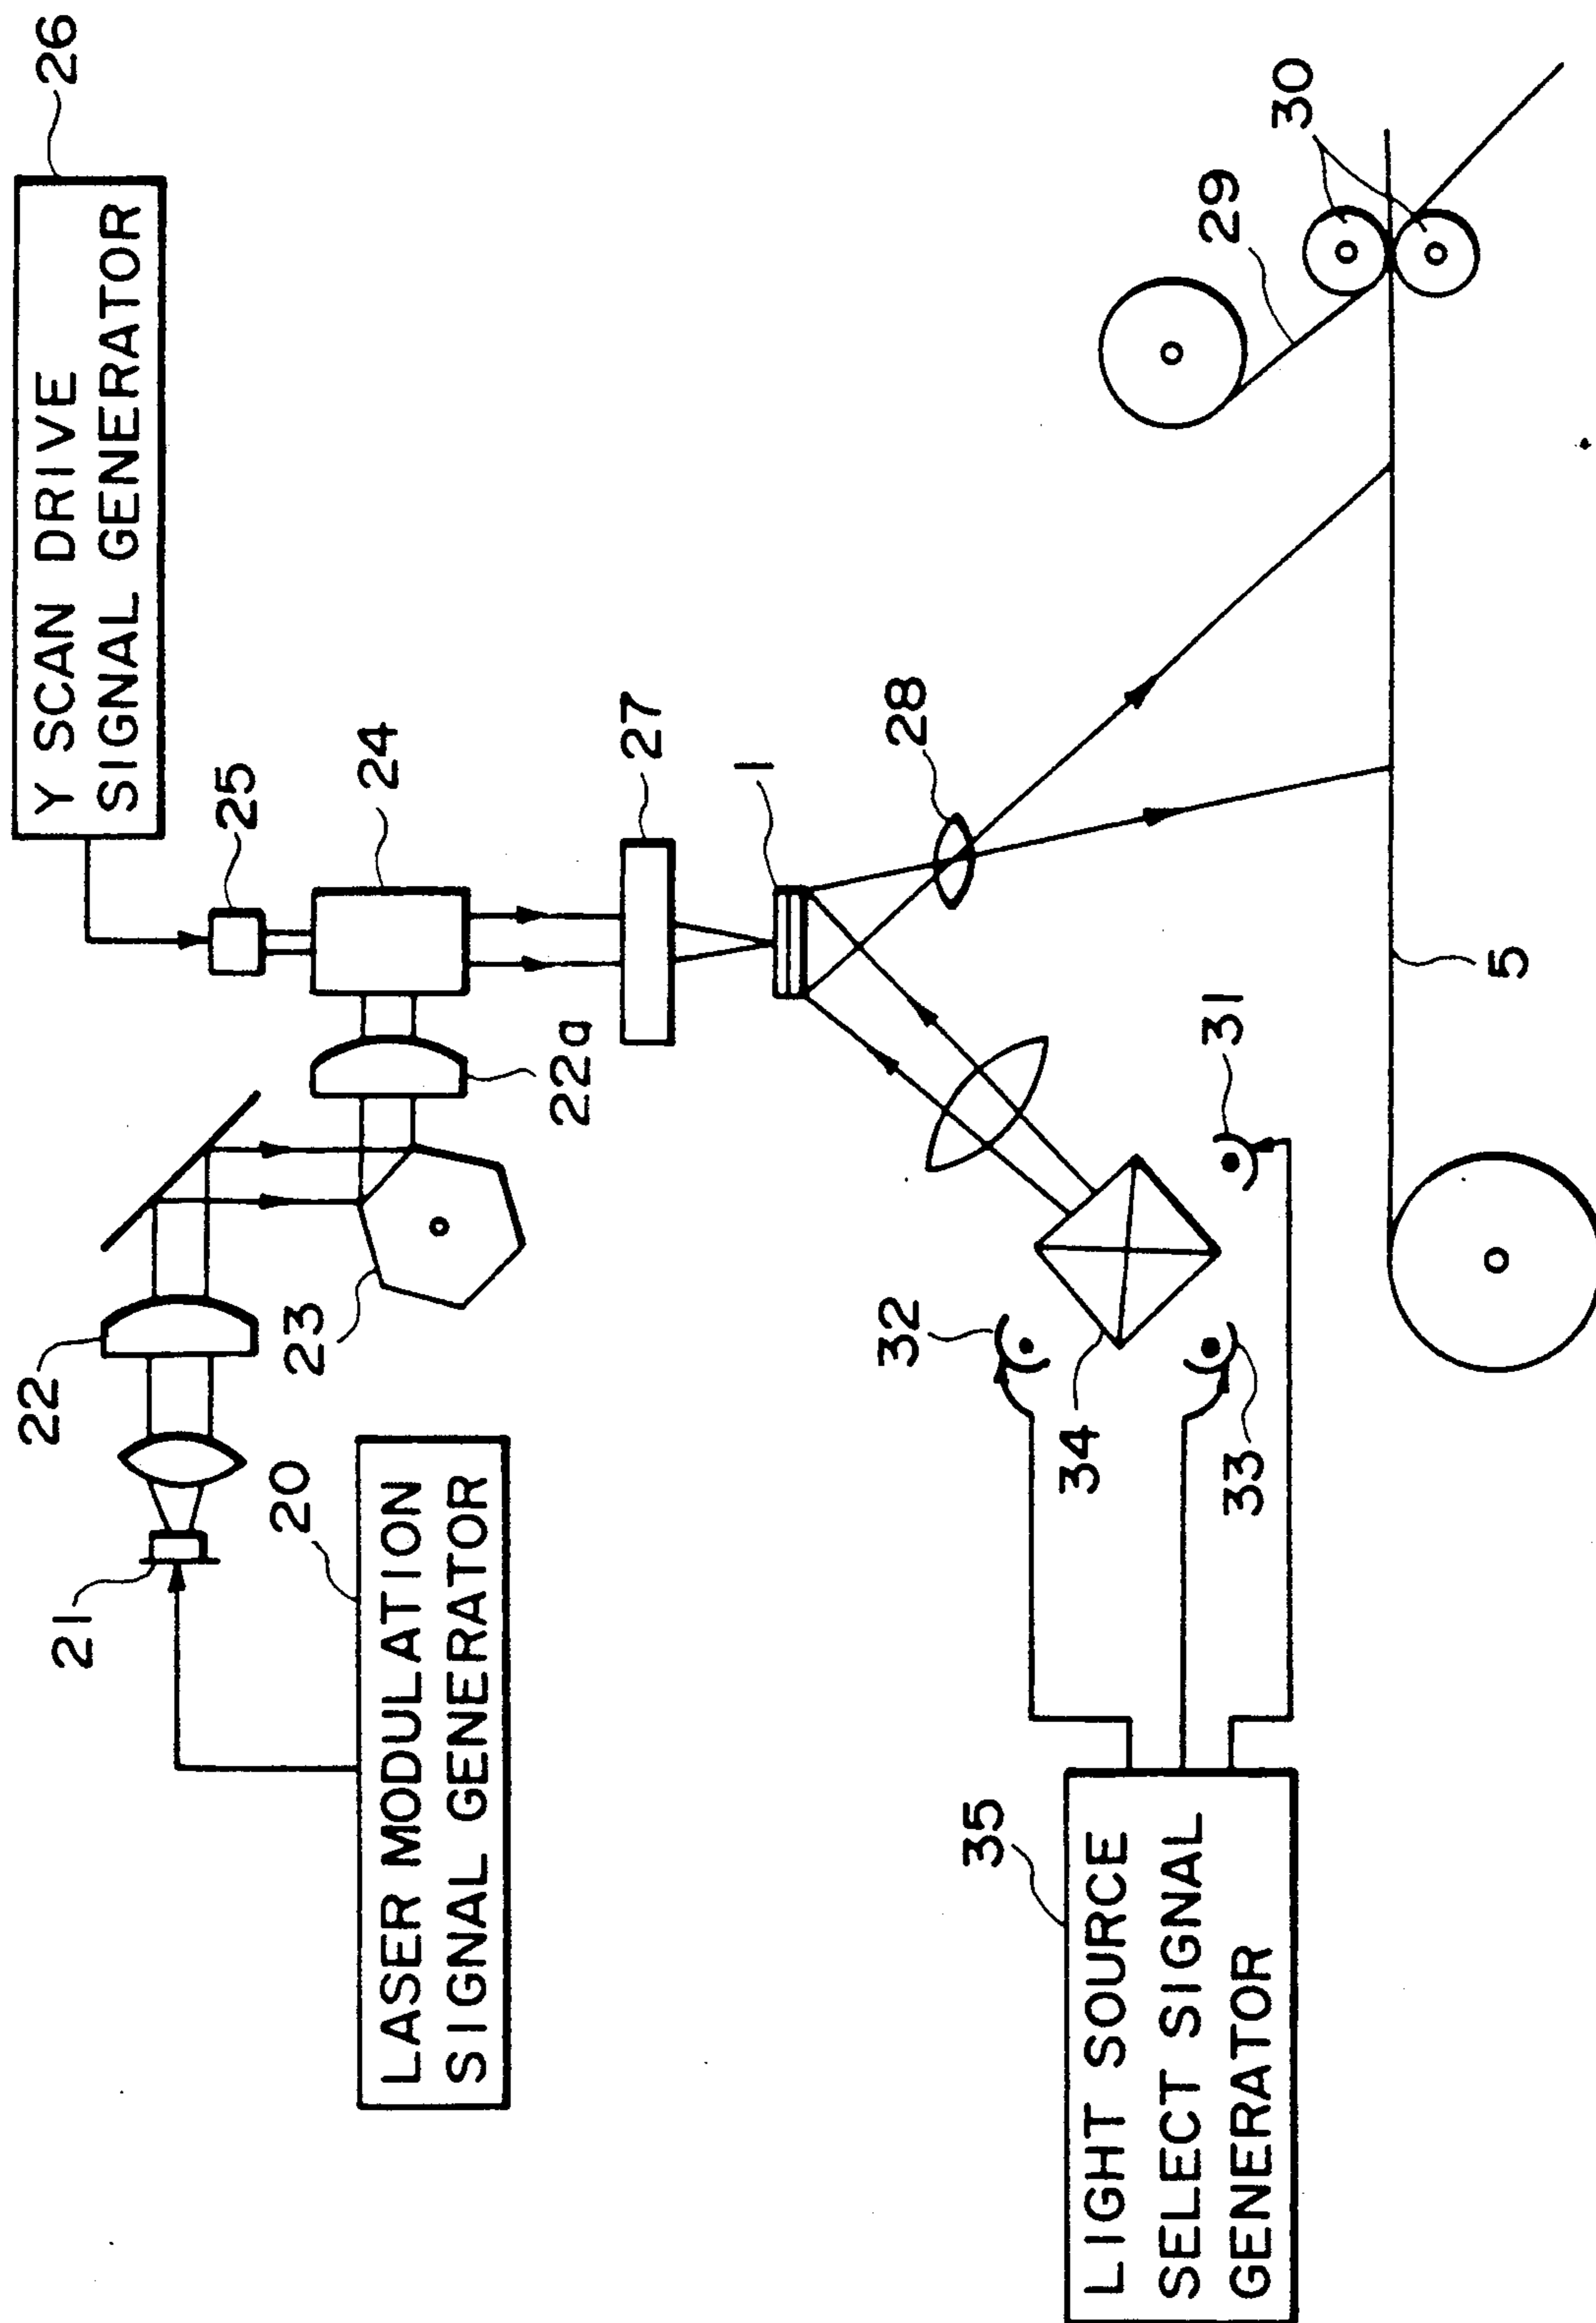 26
Y SCAN DRIVE
SIGNAL GENERATOR
25
24
27
1
28
29
30
22
22a
23
21
20
LASER MODULATION
SIGNAL GENERATOR
5
31
32
33
34
35
LIGHT SOURCE
SELECT SIGNAL
GENERATOR